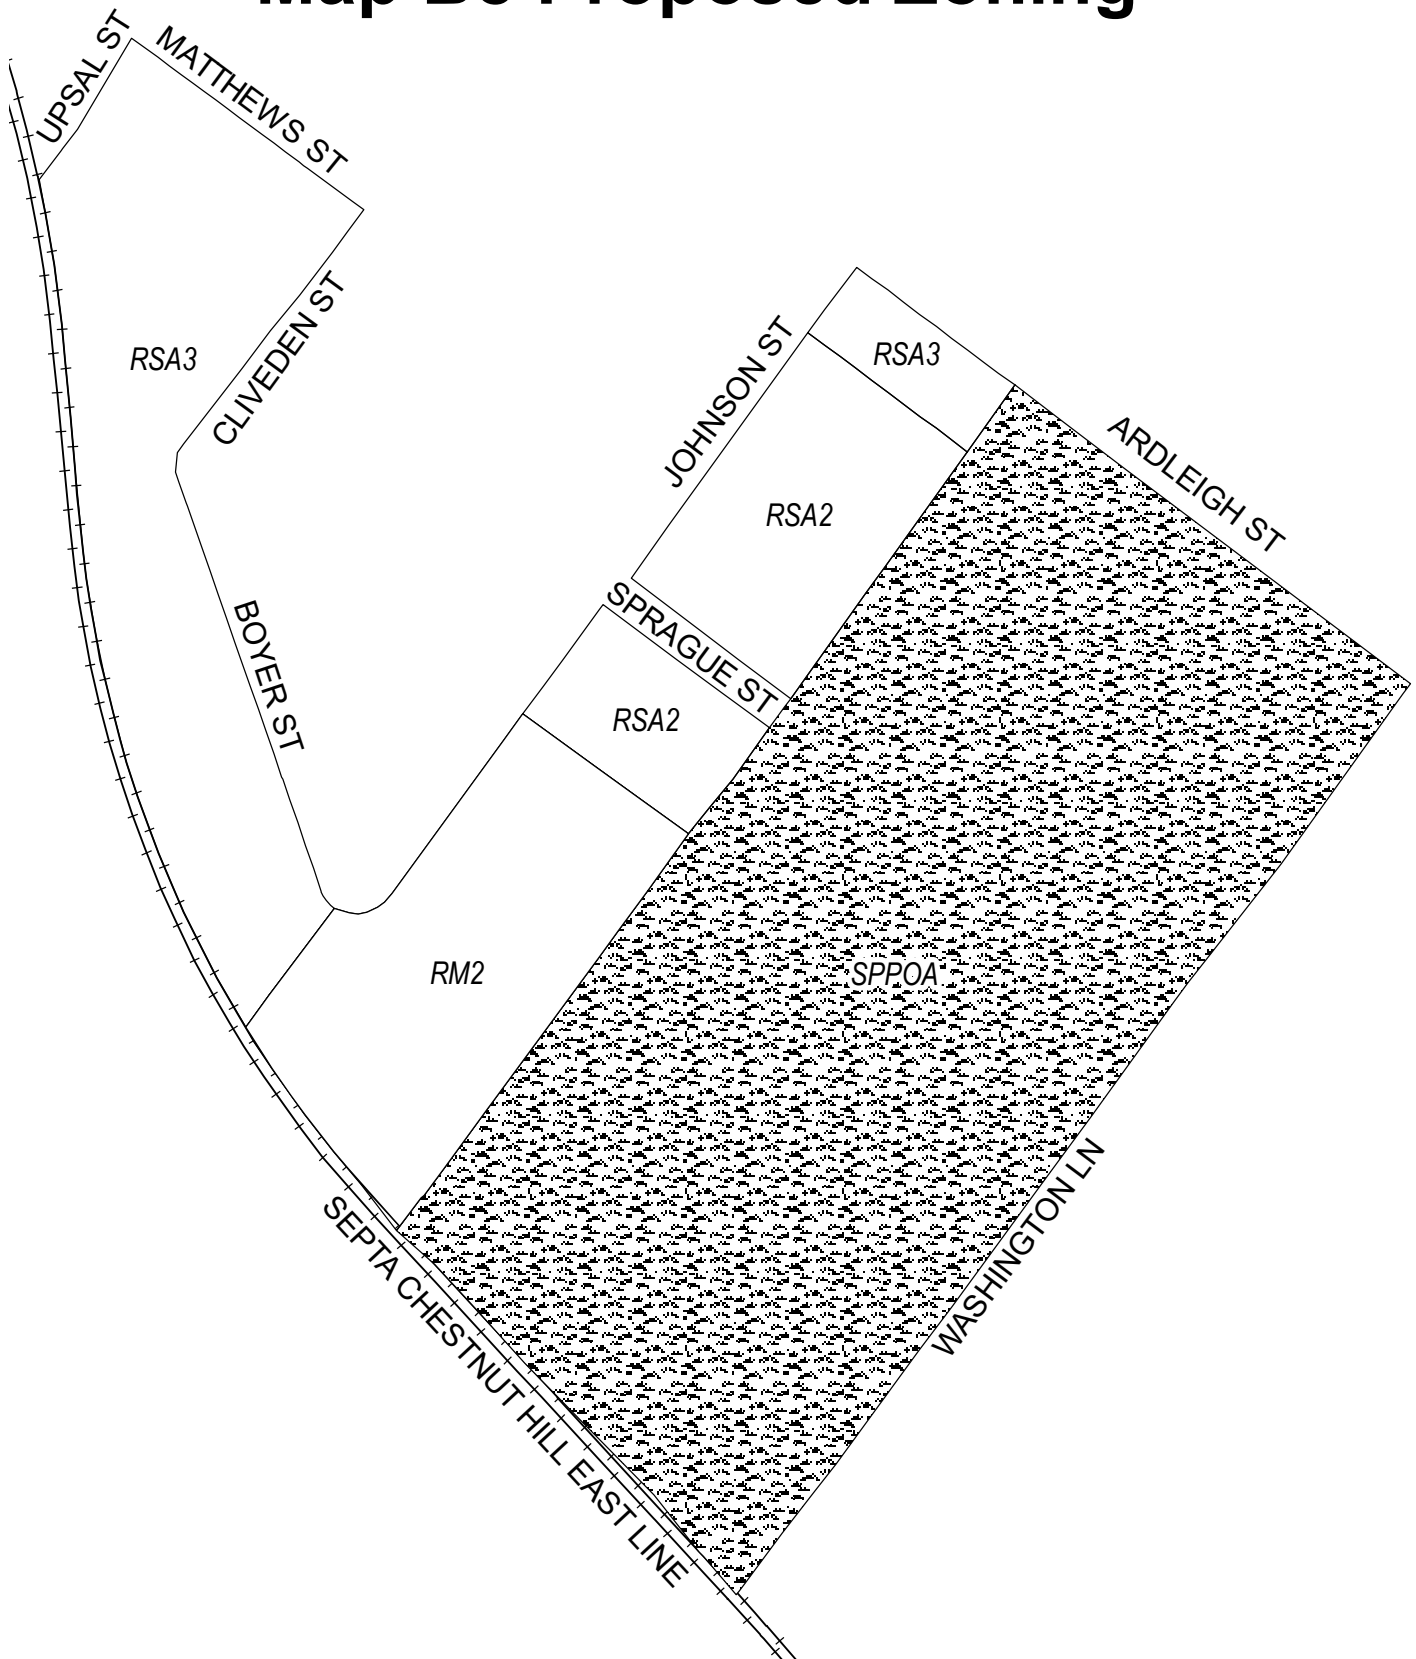 Map Proposed Zoning
UPSAL ST
MATTHEWS ST
CLIVEDEN ST
RSA3
JOHNSON ST
RSA3
ARDLEIGH ST
RSA2
SPRAGUE ST
BOYER ST
RSA2
RM2
SPPOA
WASHINGTON LN
SEPTA CHESTNUT HILL EAST LINE